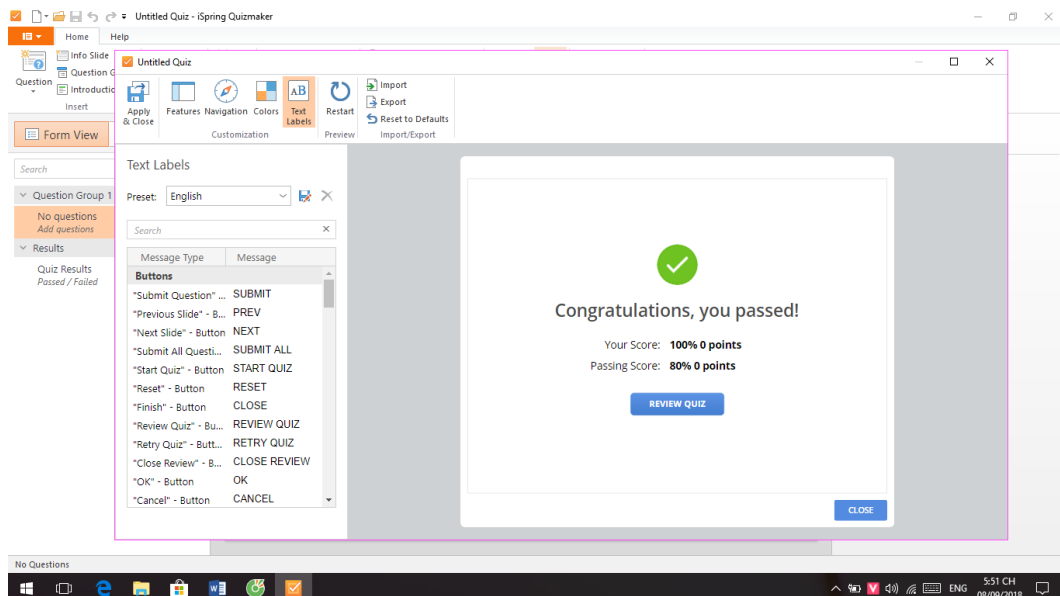 Untitled Quiz - iSpring Quizmaker
Home Help
Info Slide
Question G
Introductic
Question
Insert
Form View
Search
Question Group 1
No questions
Add questions
Results
Quiz Results
Passed / Failed
Untitled Quiz
Apply & Close
Features Navigation Colors Text Labels
Customization
Restart
Preview
Import
Export
Reset to Defaults
Import/Export
Text Labels
Preset: English
Search
Message Type Message
Buttons
"Submit Question" ... SUBMIT
"Previous Slide" - B... PREV
"Next Slide" - Button NEXT
"Submit All Questi... SUBMIT ALL
"Start Quiz" - Button START QUIZ
"Reset" - Button RESET
"Finish" - Button CLOSE
"Review Quiz" - Bu... REVIEW QUIZ
"Retry Quiz" - Butt... RETRY QUIZ
"Close Review" - B... CLOSE REVIEW
"OK" - Button OK
"Cancel" - Button CANCEL
Congratulations, you passed!
Your Score: 100% 0 points
Passing Score: 80% 0 points
REVIEW QUIZ
CLOSE
No Questions
ENG
5:51 CH
08/09/2018